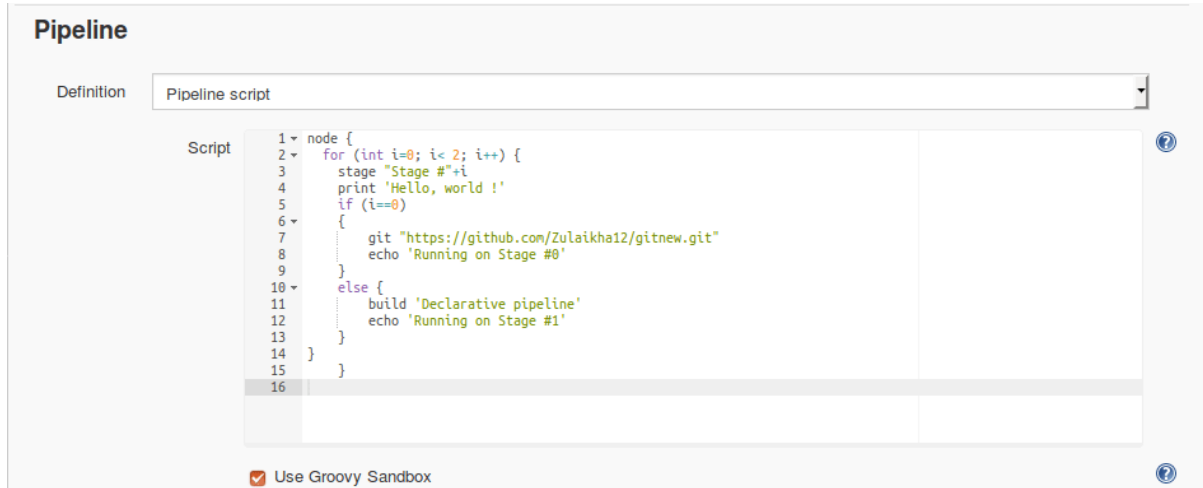 Pipeline
Definition Pipeline script
Script
1 node {
2 for (int i=0; i< 2; i++) {
3 stage "Stage #"+i
4 print 'Hello, world !'
5 if (i==0)
6 {
7 git "https://github.com/Zulaikha12/gitnew.git"
8 echo 'Running on Stage #0'
9 }
10 else {
11 build 'Declarative pipeline'
12 echo 'Running on Stage #1'
13 }
14 }
15 }
16
Use Groovy Sandbox